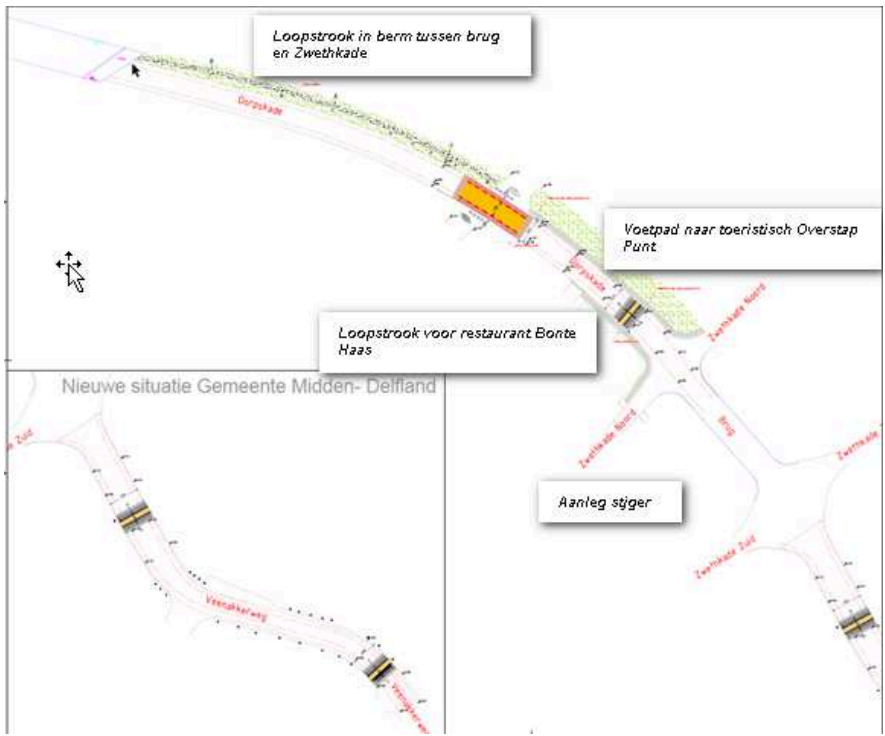 Loopstrook in berm tussen brug
en Zwethkade
Dorpskade
Voetpad naar toeristisch Overstap
Punt
Dorpskade
Zwethkade Noord
Loopstrook voor restaurant Bonte
Haas
Nieuwe situatie Gemeente Midden- Delfland
Zwethkade Noord
Brug
Aanleg stijger
Zwethkade Zuid
Veenakkerweg